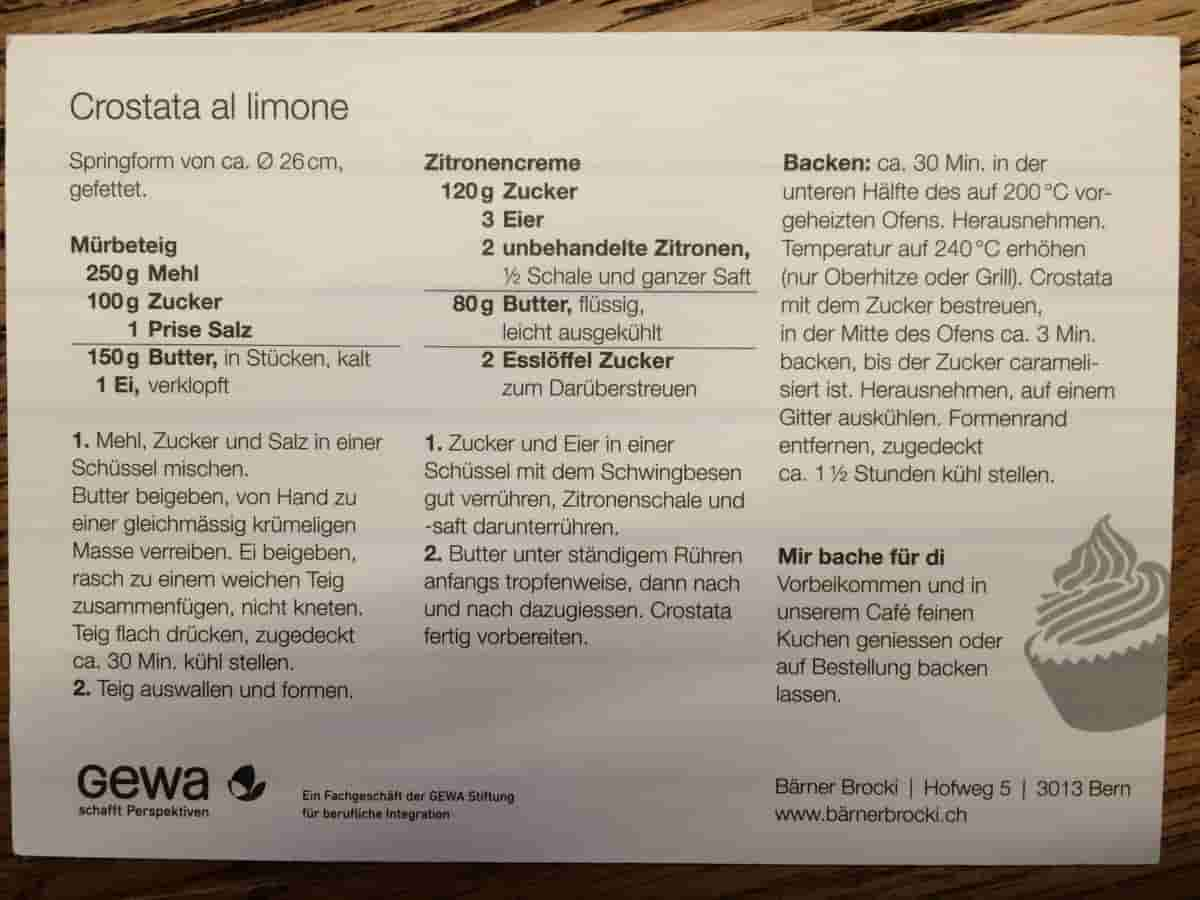 Crostata al limone
Springform von ca. Ø 26 cm,
gefettet.
Mürbeteig
250 g Mehl
100 g Zucker
1 Prise Salz
150 g Butter, in Stücken, kalt
1 Ei, verklopft
1. Mehl, Zucker und Salz in einer
Schüssel mischen.
Butter beigeben, von Hand zu
einer gleichmässig krümeligen
Masse verreiben. Ei beigeben,
rasch zu einem weichen Teig
zusammenfügen, nicht kneten.
Teig flach drücken, zugedeckt
ca. 30 Min. kühl stellen.
2. Teig auswallen und formen.
Zitronencreme
120 g Zucker
3 Eier
2 unbehandelte Zitronen,
½ Schale und ganzer Saft
80 g Butter, flüssig,
leicht ausgekühlt
2 Esslöffel Zucker
zum Darüberstreuen
1. Zucker und Eier in einer
Schüssel mit dem Schwingbesen
gut verrühren, Zitronenschale und
-saft darunterrühren.
2. Butter unter ständigem Rühren
anfangs tropfenweise, dann nach
und nach dazugiessen. Crostata
fertig vorbereiten.
Backen: ca. 30 Min. in der
unteren Hälfte des auf 200 °C vor-
geheizten Ofens. Herausnehmen.
Temperatur auf 240 °C erhöhen
(nur Oberhitze oder Grill). Crostata
mit dem Zucker bestreuen,
in der Mitte des Ofens ca. 3 Min.
backen, bis der Zucker carameli-
siert ist. Herausnehmen, auf einem
Gitter auskühlen. Formenrand
entfernen, zugedeckt
ca. 1 ½ Stunden kühl stellen.
Mir bache für di
Vorbeikommen und in
unserem Café feinen
Kuchen geniessen oder
auf Bestellung backen
lassen.
GEWA
schafft Perspektiven
Ein Fachgeschäft der GEWA Stiftung
für berufliche Integration
Bärner Brocki | Hofweg 5 | 3013 Bern
www.bärnerbrocki.ch